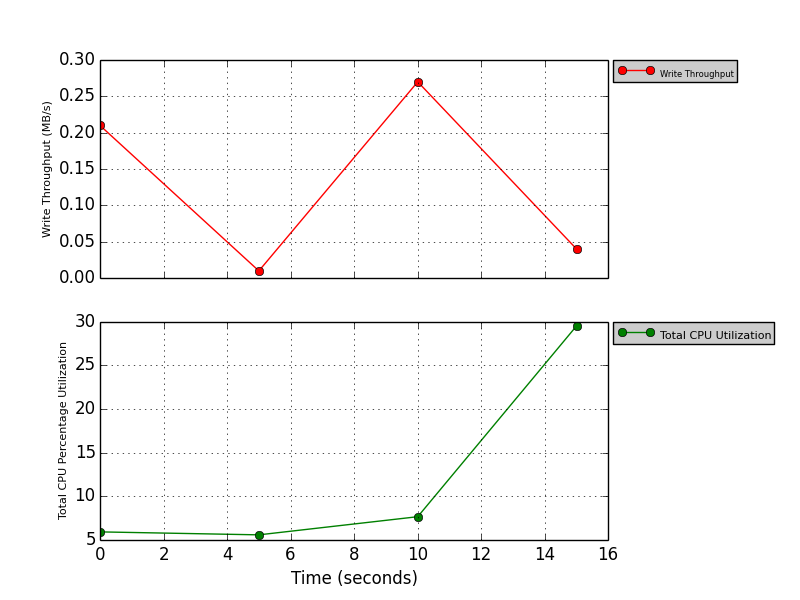 0.30
0.25
0.20
0.15
0.10
0.05
0.00
Write Throughput (MB/s)
Write Throughput
30
25
20
15
10
5
Total CPU Percentage Utilization
Total CPU Utilization
0 2 4 6 8 10 12 14 16
Time (seconds)